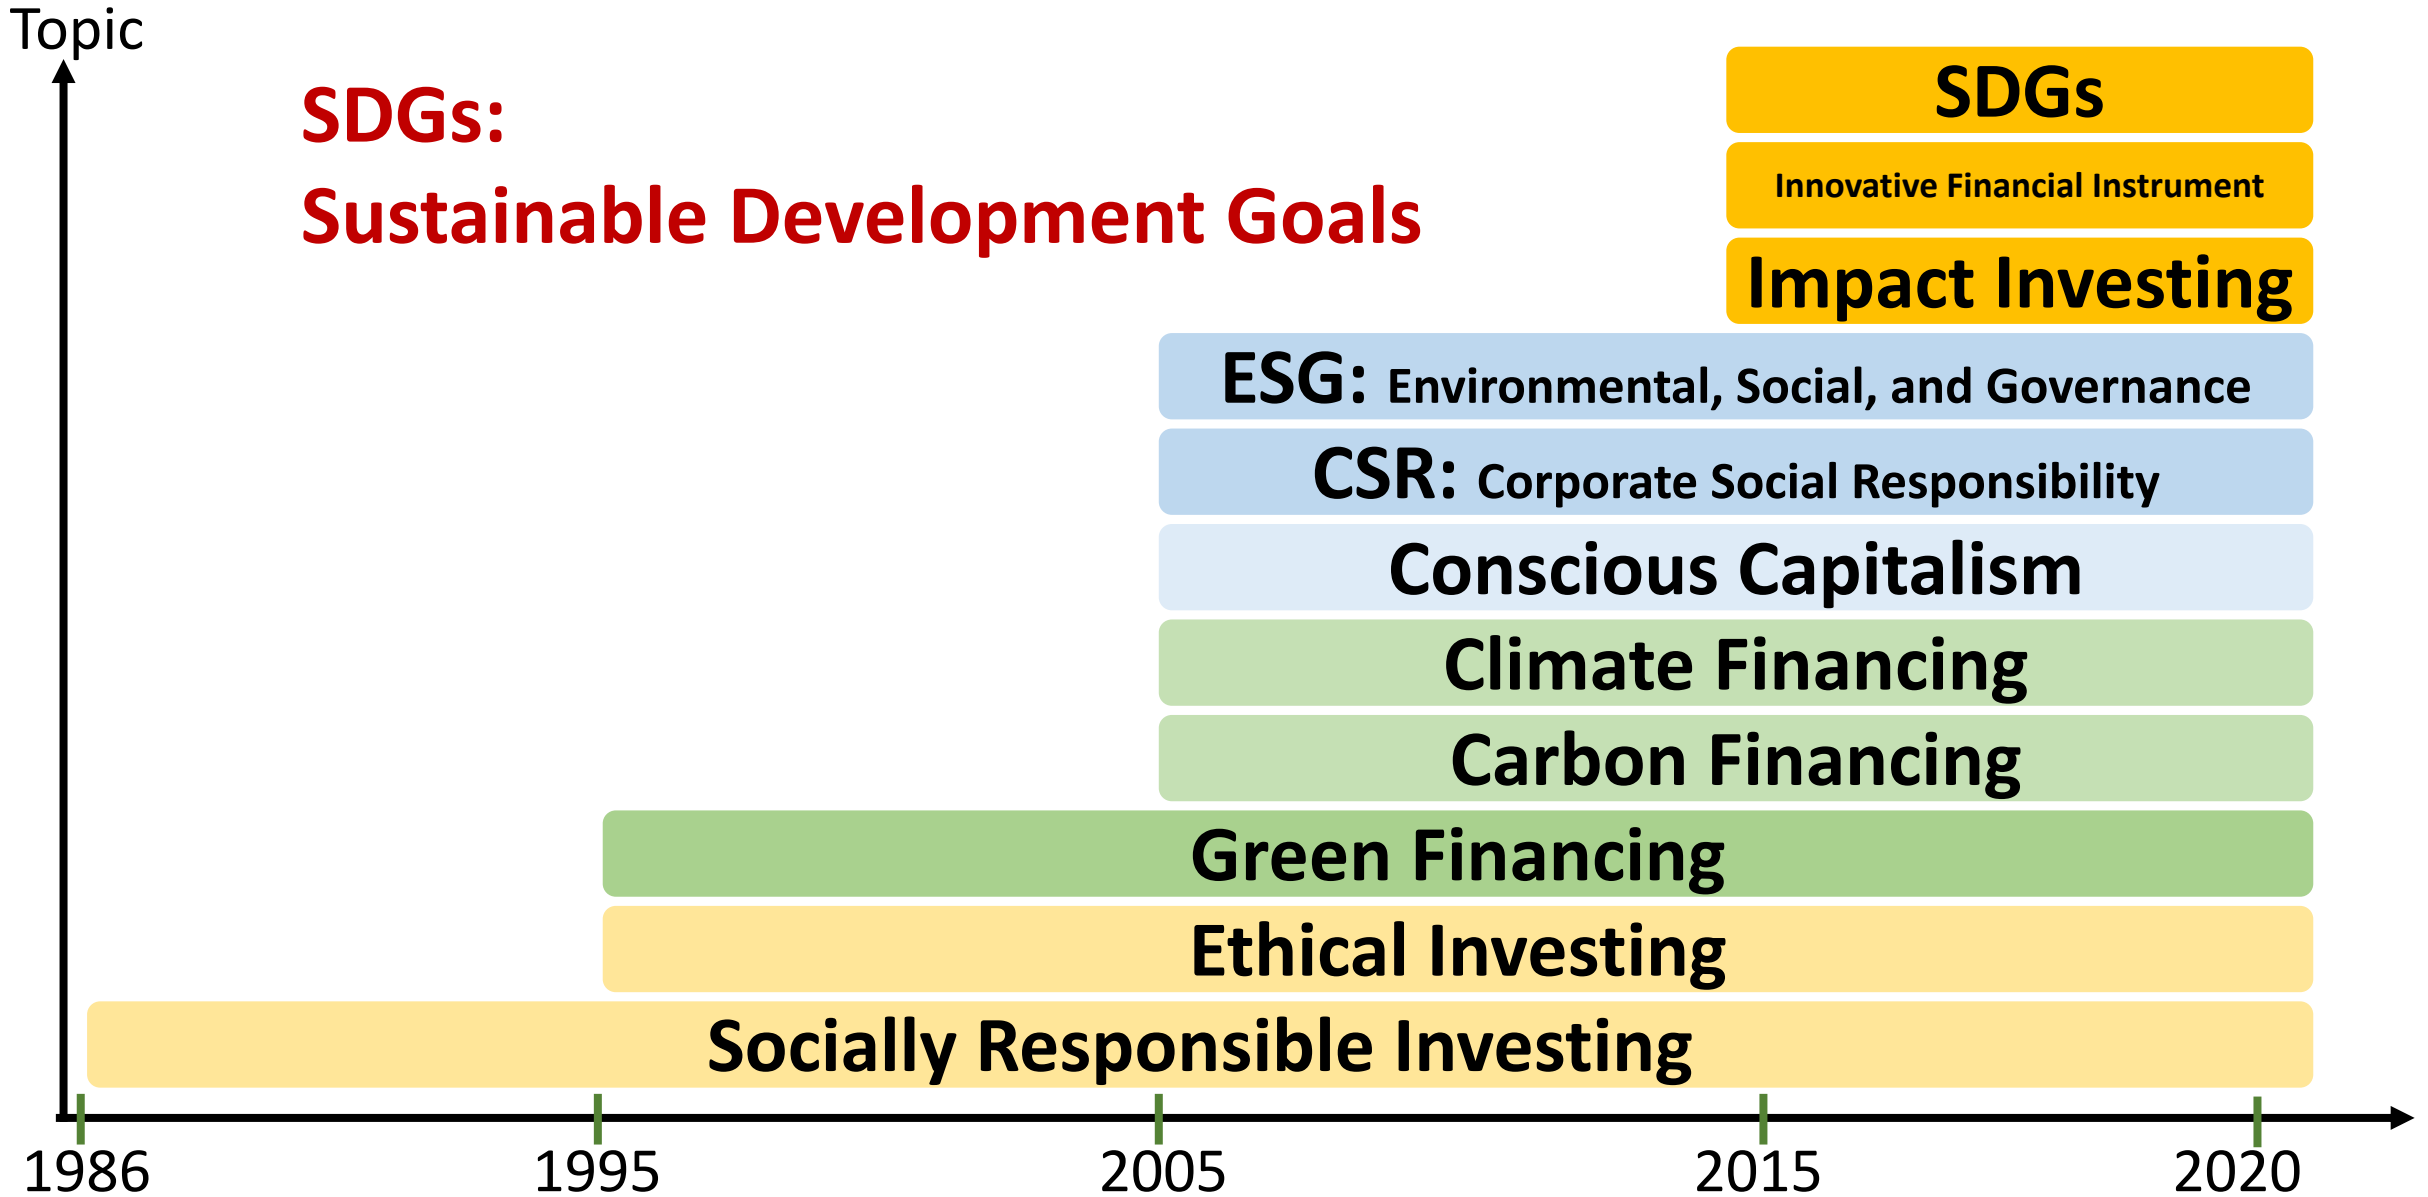 Topic
SDGs:
Sustainable Development Goals
SDGs
Innovative Financial Instrument
Impact Investing
ESG: Environmental, Social, and Governance
CSR: Corporate Social Responsibility
Conscious Capitalism
Climate Financing
Carbon Financing
Green Financing
Ethical Investing
Socially Responsible Investing
1986 1995 2005 2015 2020